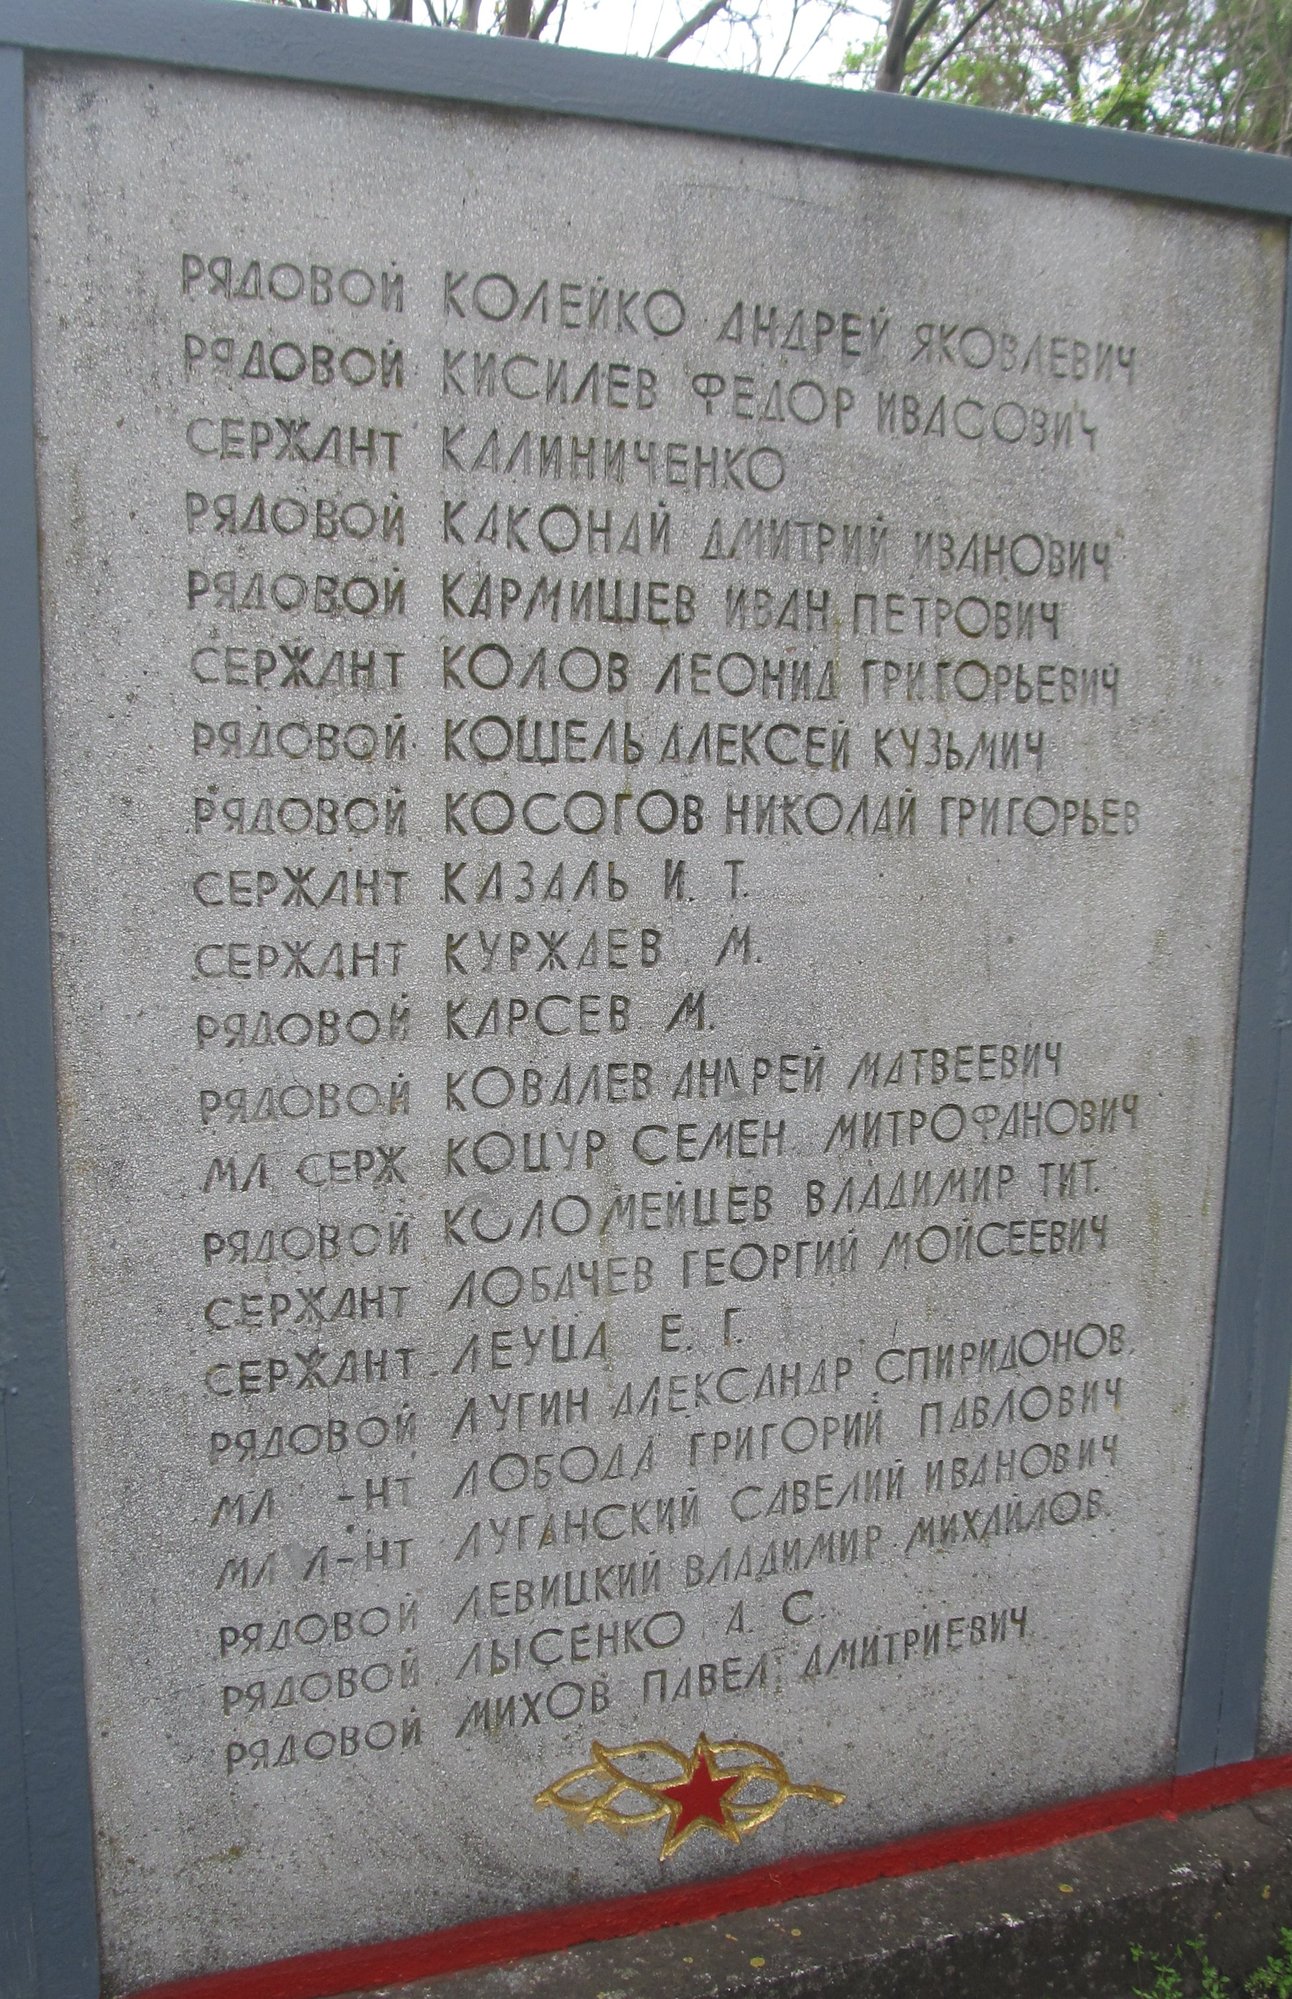 РЯДОВОЙ КОЛЕЙКО АНДРЕЙ ЯКОВЛЕВИЧ
РЯДОВОЙ КИСИЛЕВ ФЕДОР ИВАСОВИЧ
СЕРЖАНТ КАЛИНИЧЕНКО
РЯДОВОЙ КАКОНАЙ ДМИТРИЙ ИВАНОВИЧ
РЯДОВОЙ КАРМИШЕВ ИВАН ПЕТРОВИЧ
СЕРЖАНТ КОЛОВ ЛЕОНИД ГРИГОРЬЕВИЧ
РЯДОВОЙ КОШЕЛЬ АЛЕКСЕЙ КУЗЬМИЧ
РЯДОВОЙ КОСОГОВ НИКОЛАЙ ГРИГОРЬЕВ
СЕРЖАНТ КАЗАЛЬ И. Т.
СЕРЖАНТ КУРЖАЕВ М.
РЯДОВОЙ КАРСЕВ М.
РЯДОВОЙ КОВАЛЕВ АНДРЕЙ МАТВЕЕВИЧ
МЛ СЕРЖ КОЦУР СЕМЕН МИТРОФАНОВИЧ
РЯДОВОЙ КОЛОМЕЙЦЕВ ВЛАДИМИР ТИТ.
СЕРЖАНТ ЛОБАЧЕВ ГЕОРГИЙ МОЙСЕЕВИЧ
СЕРЖАНТ ЛЕУЦА Е. Г.
РЯДОВОЙ ЛУГИН АЛЕКСАНДР СПИРИДОНОВ.
МЛ -НТ ЛОБОДА ГРИГОРИЙ ПАВЛОВИЧ
МЛ Л-НТ ЛУГАНСКИЙ САВЕЛИЙ ИВАНОВИЧ
РЯДОВОЙ ЛЕВИЦКИЙ ВЛАДИМИР МИХАЙЛОВ.
РЯДОВОЙ ЛЫСЕНКО А. С.
РЯДОВОЙ МИХОВ ПАВЕЛ ДМИТРИЕВИЧ